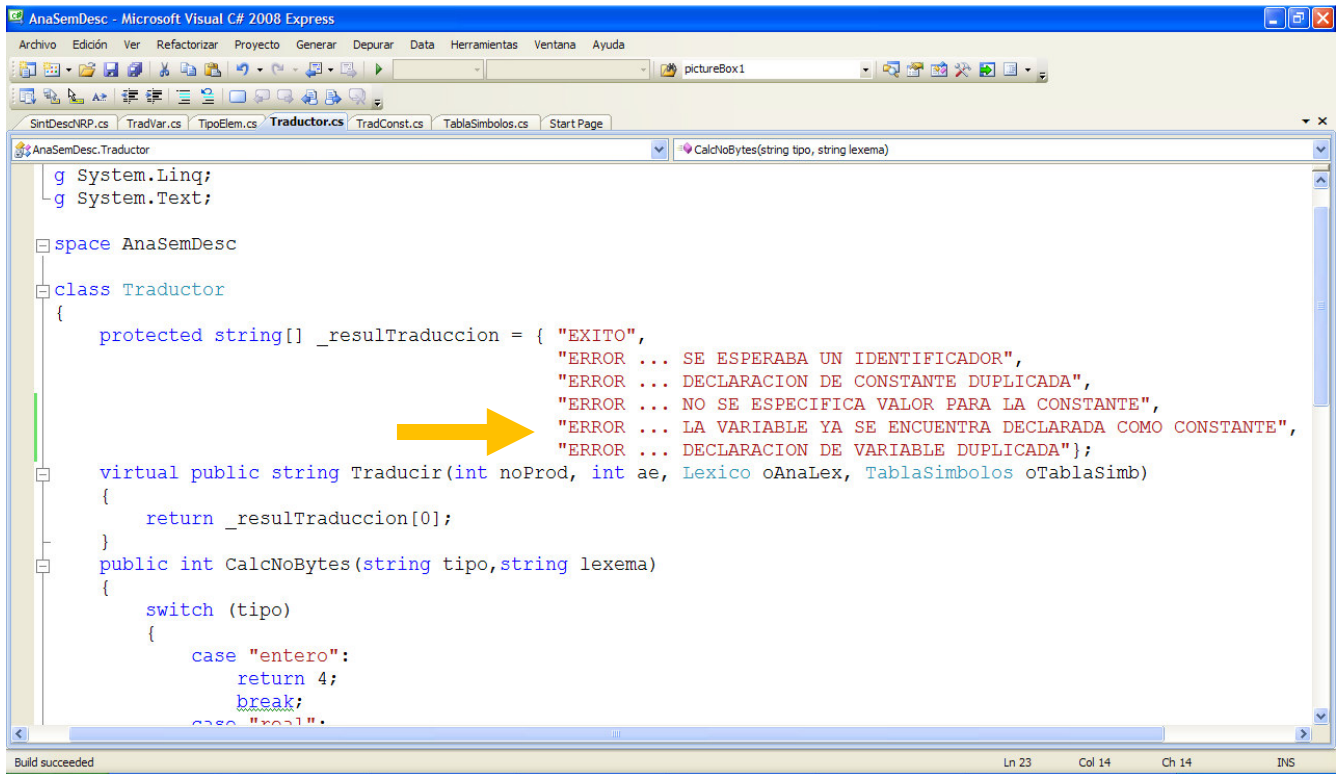 AnaSemDesc - Microsoft Visual C# 2008 Express
Archivo Edición Ver Refactorizar Proyecto Generar Depurar Data Herramientas Ventana Ayuda
pictureBox1
SintDescNRP.cs TradVar.cs TipoElem.cs Traductor.cs TradConst.cs TablaSimbolos.cs Start Page
AnaSemDesc.Traductor CalcNoBytes(string tipo, string lexema)
g System.Linq;
g System.Text;
space AnaSemDesc
class Traductor
{
protected string[] _resulTraduccion = { "EXITO",
"ERROR ... SE ESPERABA UN IDENTIFICADOR",
"ERROR ... DECLARACION DE CONSTANTE DUPLICADA",
"ERROR ... NO SE ESPECIFICA VALOR PARA LA CONSTANTE",
"ERROR ... LA VARIABLE YA SE ENCUENTRA DECLARADA COMO CONSTANTE",
"ERROR ... DECLARACION DE VARIABLE DUPLICADA"};
virtual public string Traducir(int noProd, int ae, Lexico oAnaLex, TablaSimbolos oTablaSimb)
{
return _resulTraduccion[0];
}
public int CalcNoBytes(string tipo,string lexema)
{
switch (tipo)
{
case "entero":
return 4;
break;
case "real":
Build succeeded Ln 23 Col 14 Ch 14 INS